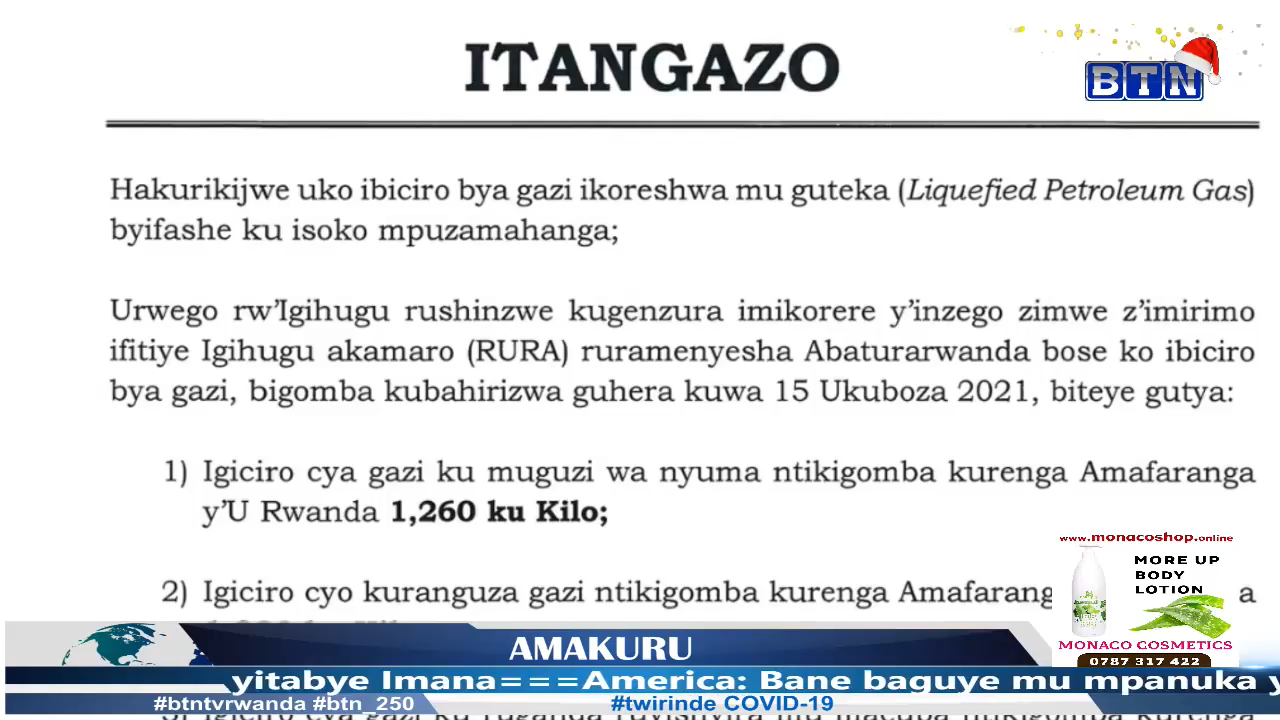 ITANGAZO
BTN
Hakurikijwe uko ibiciro bya gazi ikoreshwa mu guteka (Liquefied Petroleum Gas)
byifashe ku isoko mpuzamahanga;
Urwego rw’Igihugu rushinzwe kugenzura imikorere y’inzego zimwe z’imirimo
ifitiye Igihugu akamaro (RURA) ruramenyesha Abaturarwanda bose ko ibiciro
bya gazi, bigomba kubahirizwa guhera kuwa 15 Ukuboza 2021, biteye gutya:
1) Igiciro cya gazi ku muguzi wa nyuma ntikigomba kurenga Amafaranga
y’U Rwanda 1,260 ku Kilo;
2) Igiciro cyo kuranguza gazi ntikigomba kurenga
www.monacoshop.online
MORE UP
BODY
LOTION
MONACO COSMETICS
0787 317 422
AMAKURU
yitabye Imana===America: Bane baguye mu mpanuka y
#btntvrwanda #btn_250 #twirinde COVID-19